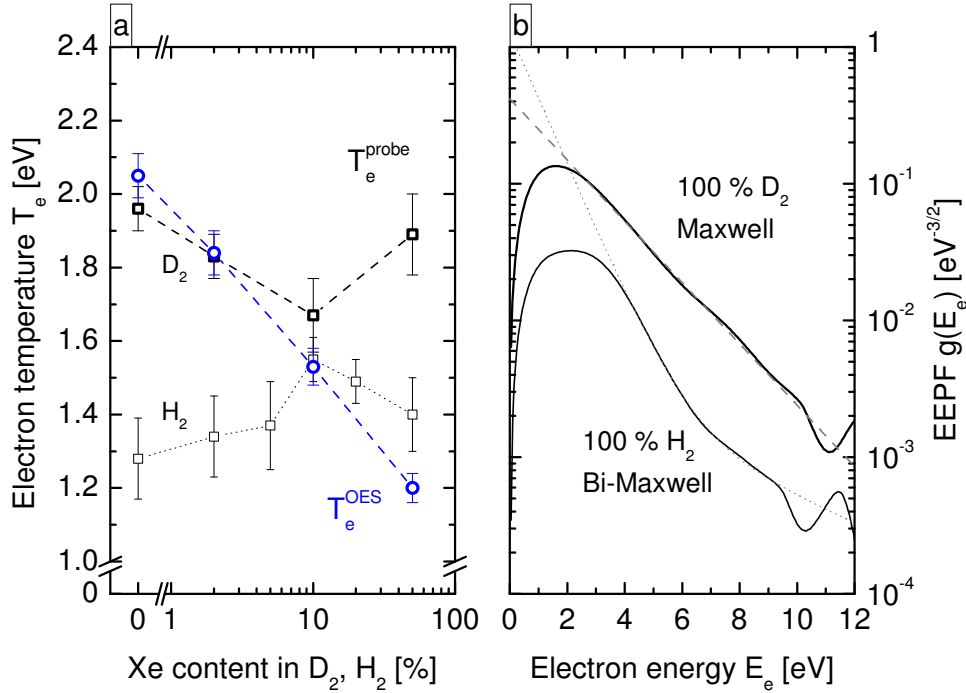 a
2.4
2.2
2.0
1.8
1.6
1.4
1.2
1.0
0
Electron temperature T_e [eV]
T_e^probe
D_2
H_2
T_e^OES
0 1 10 100
Xe content in D_2, H_2 [%]
b
100 % D_2
Maxwell
100 % H_2
Bi-Maxwell
1
10^-1
10^-2
10^-3
10^-4
EEPF g(E_e) [eV^-3/2]
0 2 4 6 8 10 12
Electron energy E_e [eV]